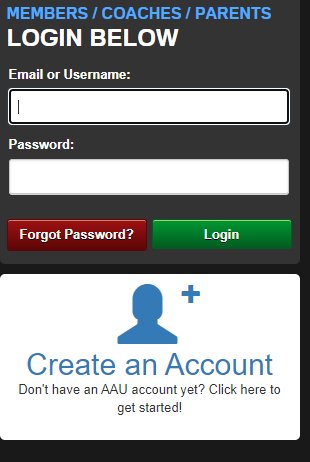 MEMBERS / COACHES / PARENTS
LOGIN BELOW
Email or Username:
Password:
Forgot Password?
Login
Create an Account
Don't have an AAU account yet? Click here to
get started!